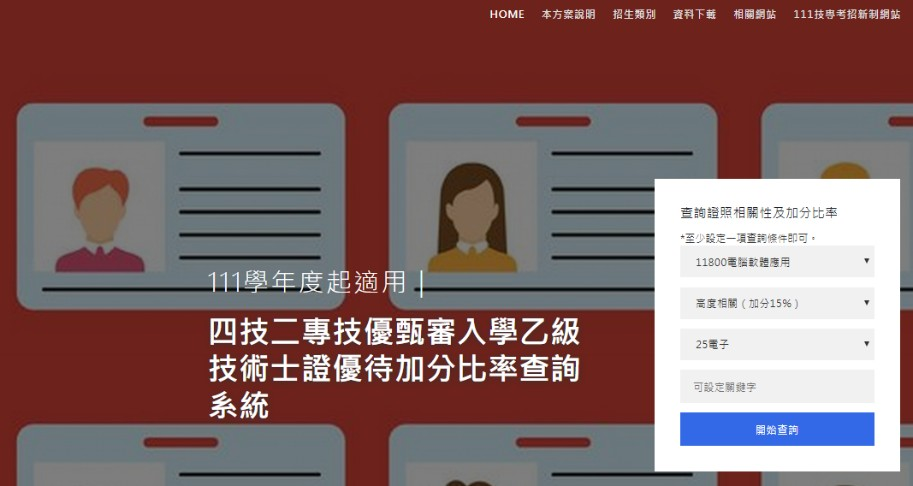 HOME 本方案說明 招生類別 資料下載 相關網站 111技專考招新制網站
查詢證照相關性及加分比率
*至少設定一項查詢條件即可。
11800電腦軟體應用
高度相關（加分15%）
25電子
可設定關鍵字
開始查詢
111學年度起適用 |
四技二專技優甄審入學乙級
技術士證優待加分比率查詢
系統